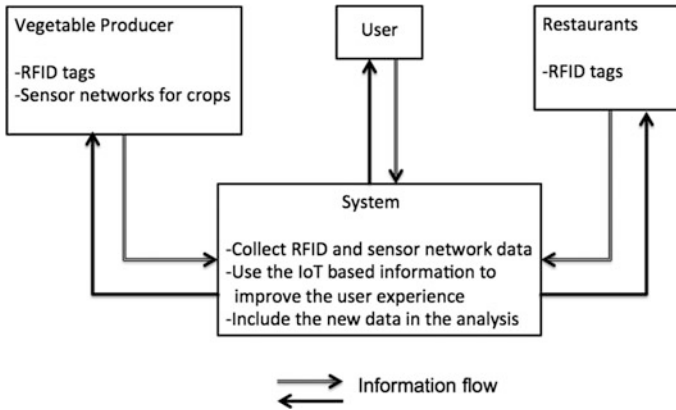 Vegetable Producer
-RFID tags
-Sensor networks for crops
User
Restaurants
-RFID tags
System
-Collect RFID and sensor network data
-Use the IoT based information to
improve the user experience
-Include the new data in the analysis
Information flow